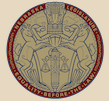 NEBRASKA LEGISLATURE
EQUALITY BEFORE THE LAW